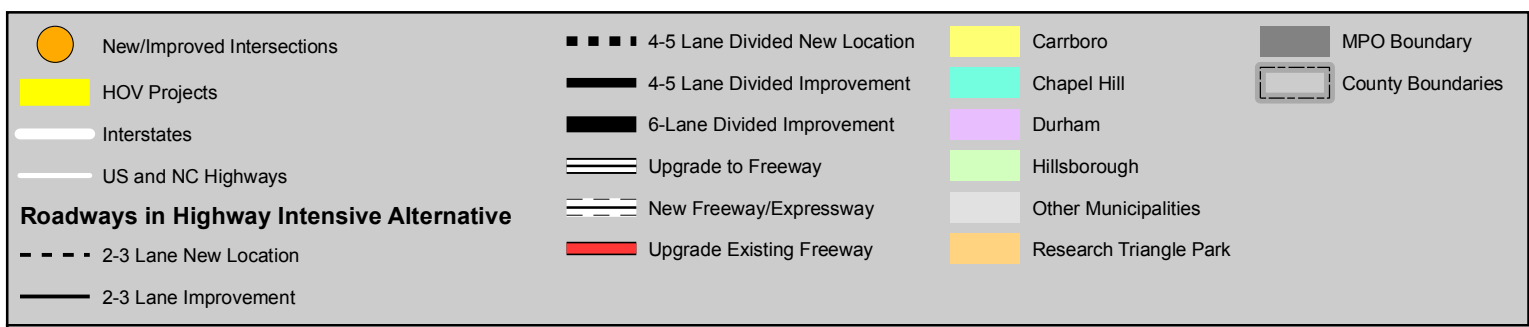 New/Improved Intersections
HOV Projects
Interstates
US and NC Highways
Roadways in Highway Intensive Alternative
2-3 Lane New Location
2-3 Lane Improvement
4-5 Lane Divided New Location
4-5 Lane Divided Improvement
6-Lane Divided Improvement
Upgrade to Freeway
New Freeway/Expressway
Upgrade Existing Freeway
Carrboro
Chapel Hill
Durham
Hillsborough
Other Municipalities
Research Triangle Park
MPO Boundary
County Boundaries